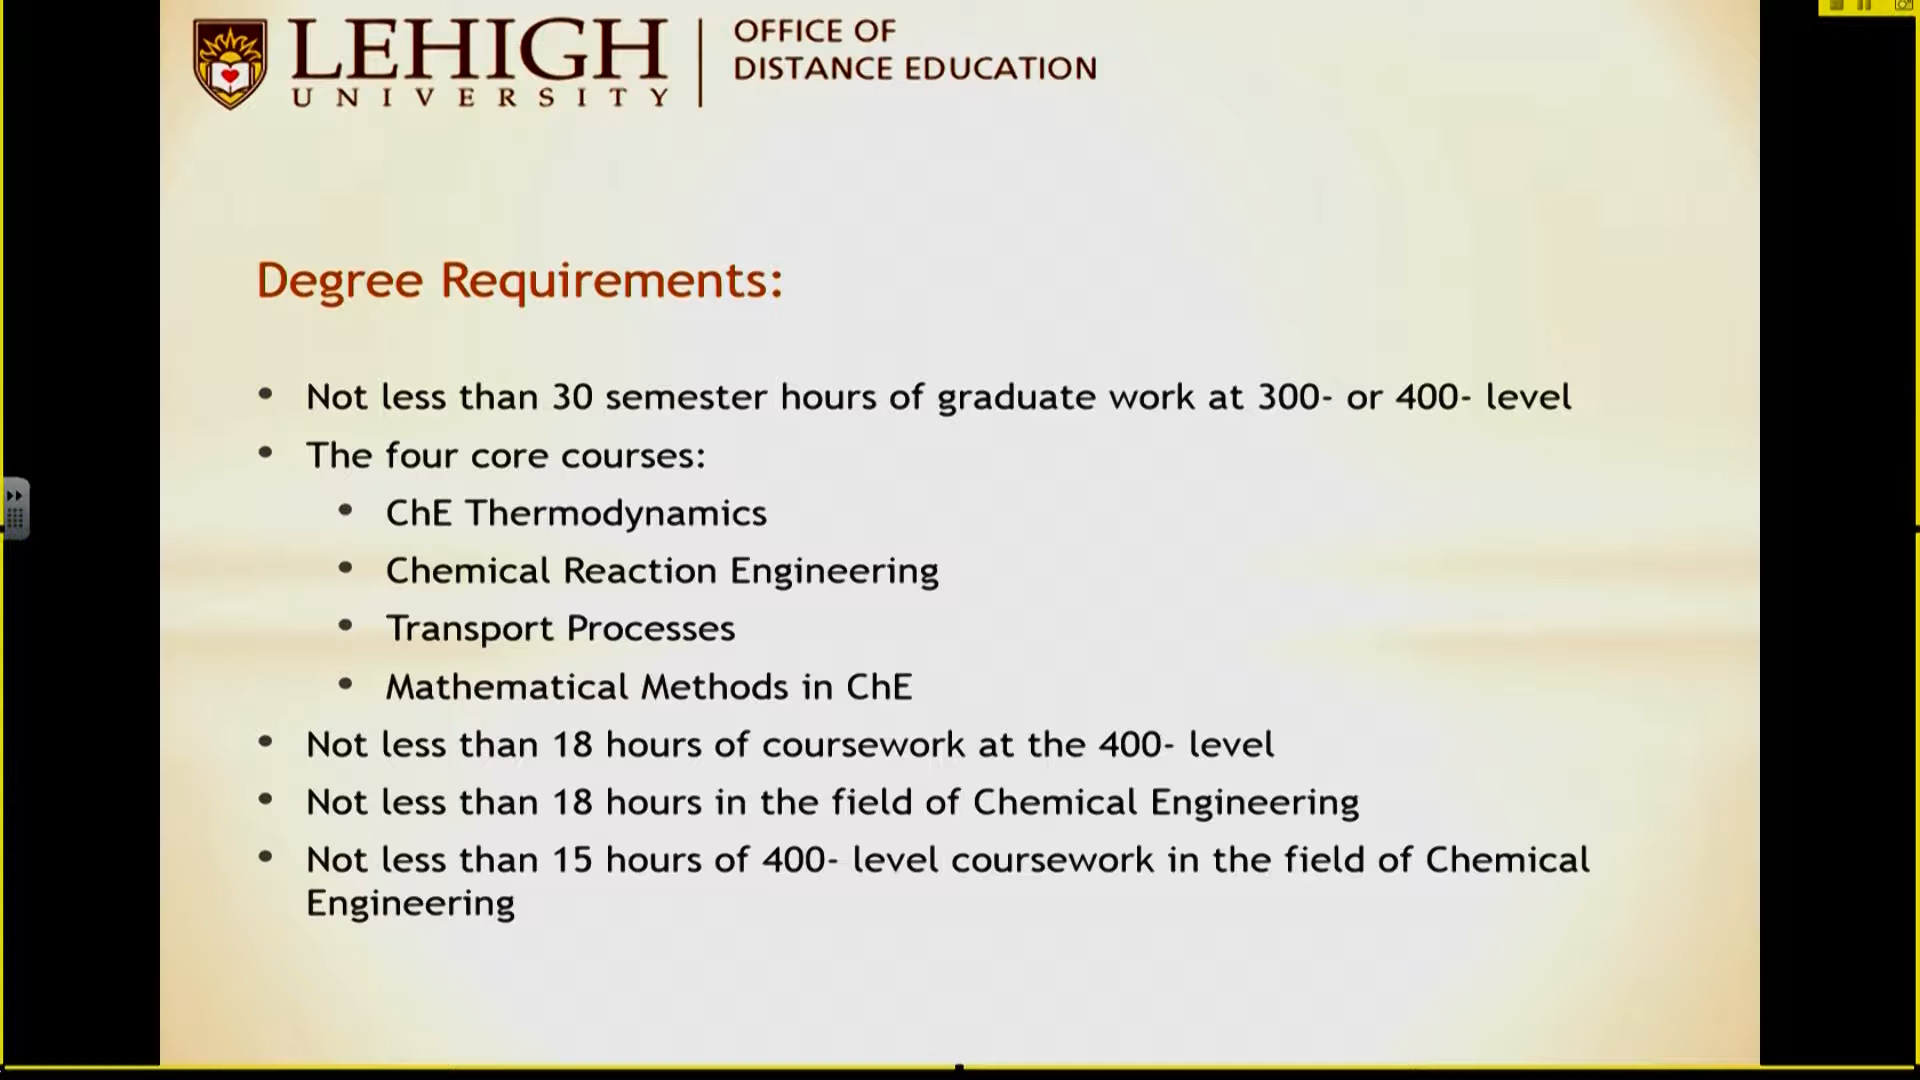 LEHIGH
UNIVERSITY
OFFICE OF
DISTANCE EDUCATION
Degree Requirements:
• Not less than 30 semester hours of graduate work at 300- or 400- level
• The four core courses:
• ChE Thermodynamics
• Chemical Reaction Engineering
• Transport Processes
• Mathematical Methods in ChE
• Not less than 18 hours of coursework at the 400- level
• Not less than 18 hours in the field of Chemical Engineering
• Not less than 15 hours of 400- level coursework in the field of Chemical
Engineering